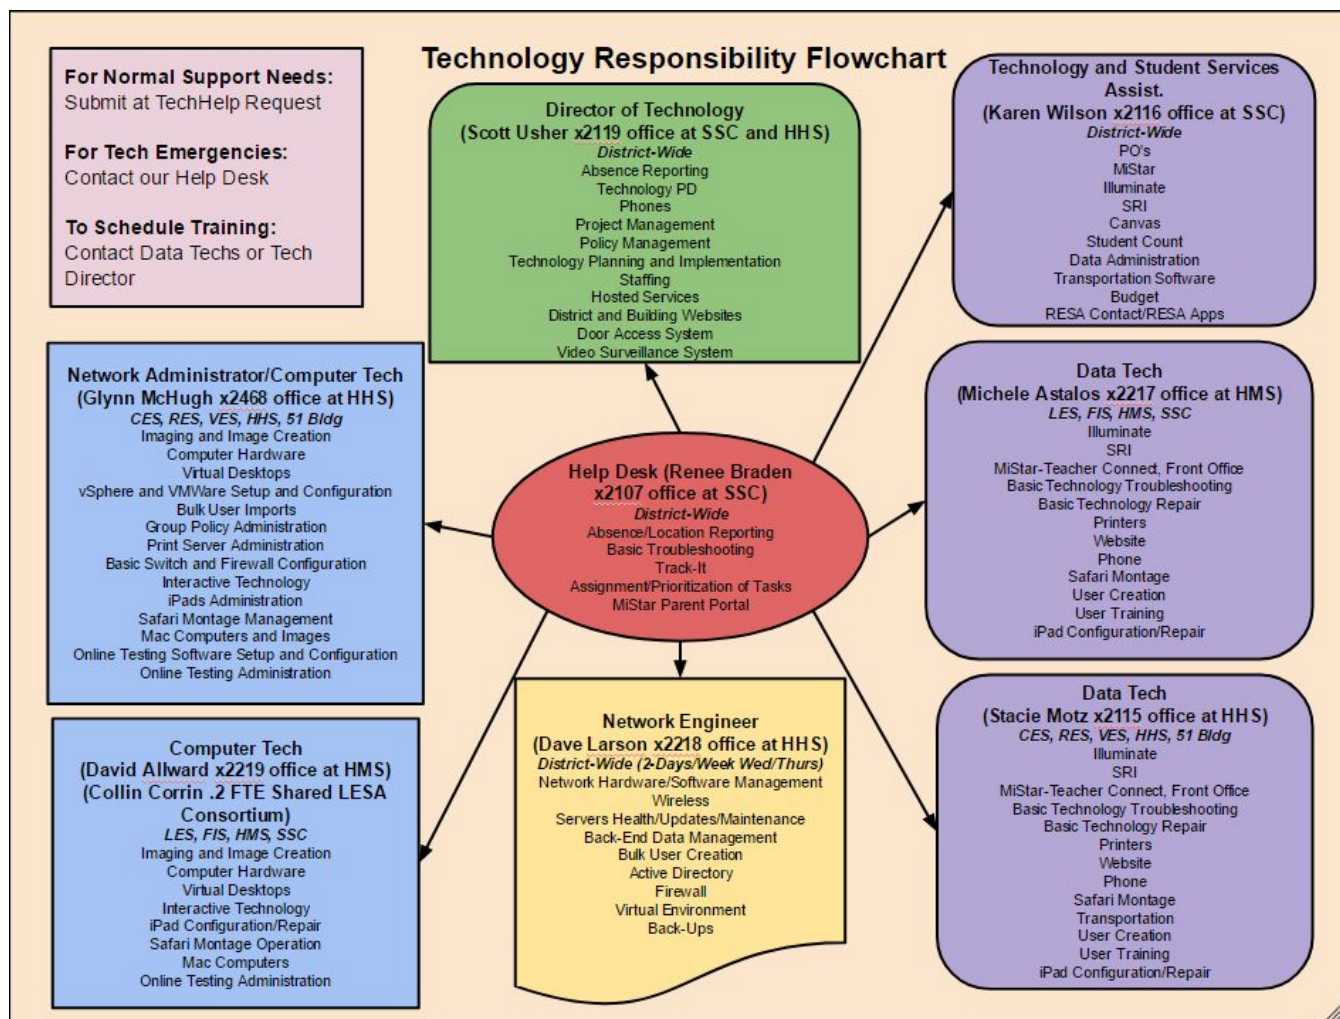 Technology Responsibility Flowchart
For Normal Support Needs:
Submit at TechHelp Request
For Tech Emergencies:
Contact our Help Desk
To Schedule Training:
Contact Data Techs or Tech
Director
Director of Technology
(Scott Usher x2119 office at SSC and HHS)
District-Wide
Absence Reporting
Technology PD
Phones
Project Management
Policy Management
Technology Planning and Implementation
Staffing
Hosted Services
District and Building Websites
Door Access System
Video Surveillance System
Technology and Student Services
Assist.
(Karen Wilson x2116 office at SSC)
District-Wide
PO's
MiStar
Illuminate
SRI
Canvas
Student Count
Data Administration
Transportation Software
Budget
RESA Contact/RESA Apps
Network Administrator/Computer Tech
(Glynn McHugh x2468 office at HHS)
CES, RES, VES, HHS, 51 Bldg
Imaging and Image Creation
Computer Hardware
Virtual Desktops
vSphere and VMWare Setup and Configuration
Bulk User Imports
Group Policy Administration
Print Server Administration
Basic Switch and Firewall Configuration
Interactive Technology
iPads Administration
Safari Montage Management
Mac Computers and Images
Online Testing Software Setup and Configuration
Online Testing Administration
Help Desk (Renee Braden
x2107 office at SSC)
District-Wide
Absence/Location Reporting
Basic Troubleshooting
Track-It
Assignment/Prioritization of Tasks
MiStar Parent Portal
Data Tech
(Michele Astalos x2217 office at HMS)
LES, FIS, HMS, SSC
Illuminate
SRI
MiStar-Teacher Connect, Front Office
Basic Technology Troubleshooting
Basic Technology Repair
Printers
Website
Phone
Safari Montage
User Creation
User Training
iPad Configuration/Repair
Computer Tech
(David Allward x2219 office at HMS)
(Collin Corrin .2 FTE Shared LESA
Consortium)
LES, FIS, HMS, SSC
Imaging and Image Creation
Computer Hardware
Virtual Desktops
Interactive Technology
iPad Configuration/Repair
Safari Montage Operation
Mac Computers
Online Testing Administration
Network Engineer
(Dave Larson x2218 office at HHS)
District-Wide (2-Days/Week Wed/Thurs)
Network Hardware/Software Management
Wireless
Servers Health/Updates/Maintenance
Back-End Data Management
Bulk User Creation
Active Directory
Firewall
Virtual Environment
Back-Ups
Data Tech
(Stacie Motz x2115 office at HHS)
CES, RES, VES, HHS, 51 Bldg
Illuminate
SRI
MiStar-Teacher Connect, Front Office
Basic Technology Troubleshooting
Basic Technology Repair
Printers
Website
Phone
Safari Montage
Transportation
User Creation
User Training
iPad Configuration/Repair